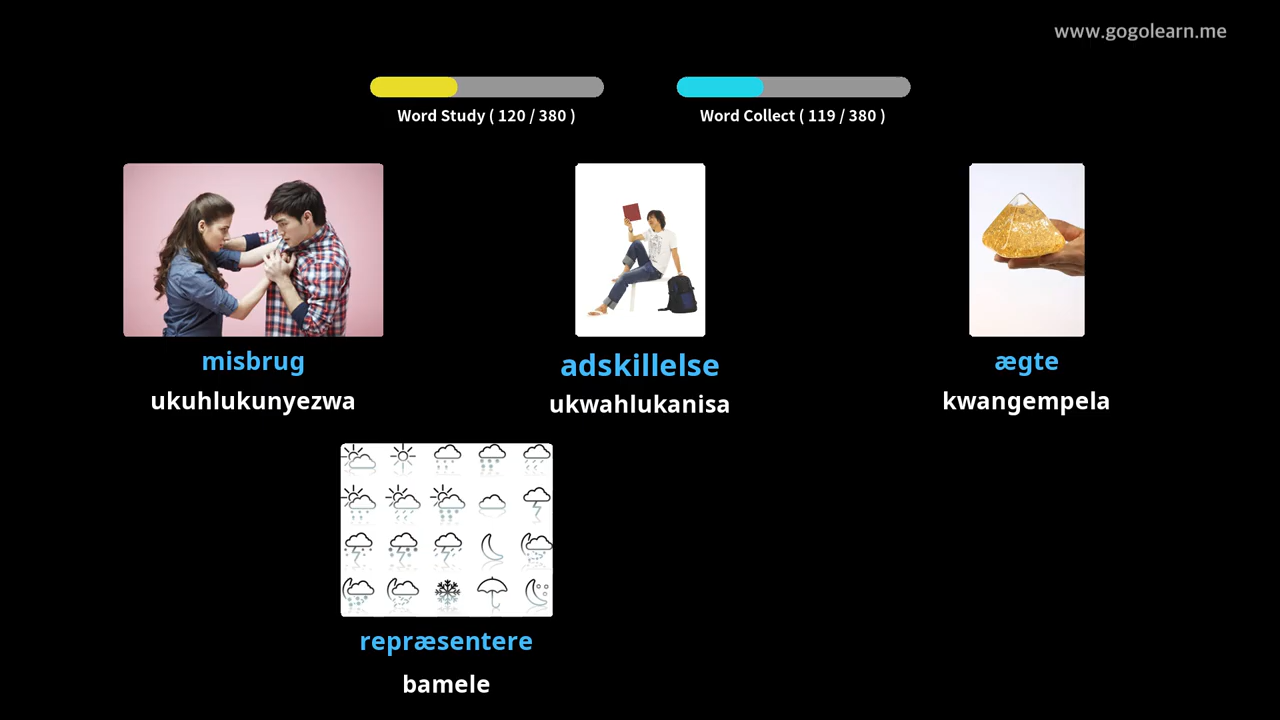 www.gogolearn.me
Word Study ( 120 / 380 )
Word Collect ( 119 / 380 )
misbrug
adskillelse
ægte
ukuhlukunyezwa
ukwahlukanisa
kwangempela
repræsentere
bamele